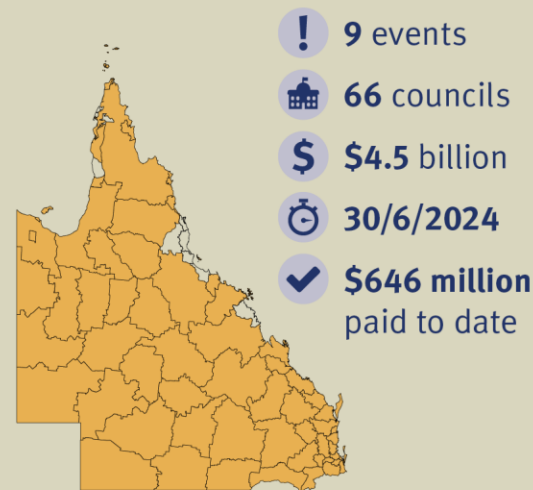 9 events
66 councils
$4.5 billion
30/6/2024
$646 million
paid to date